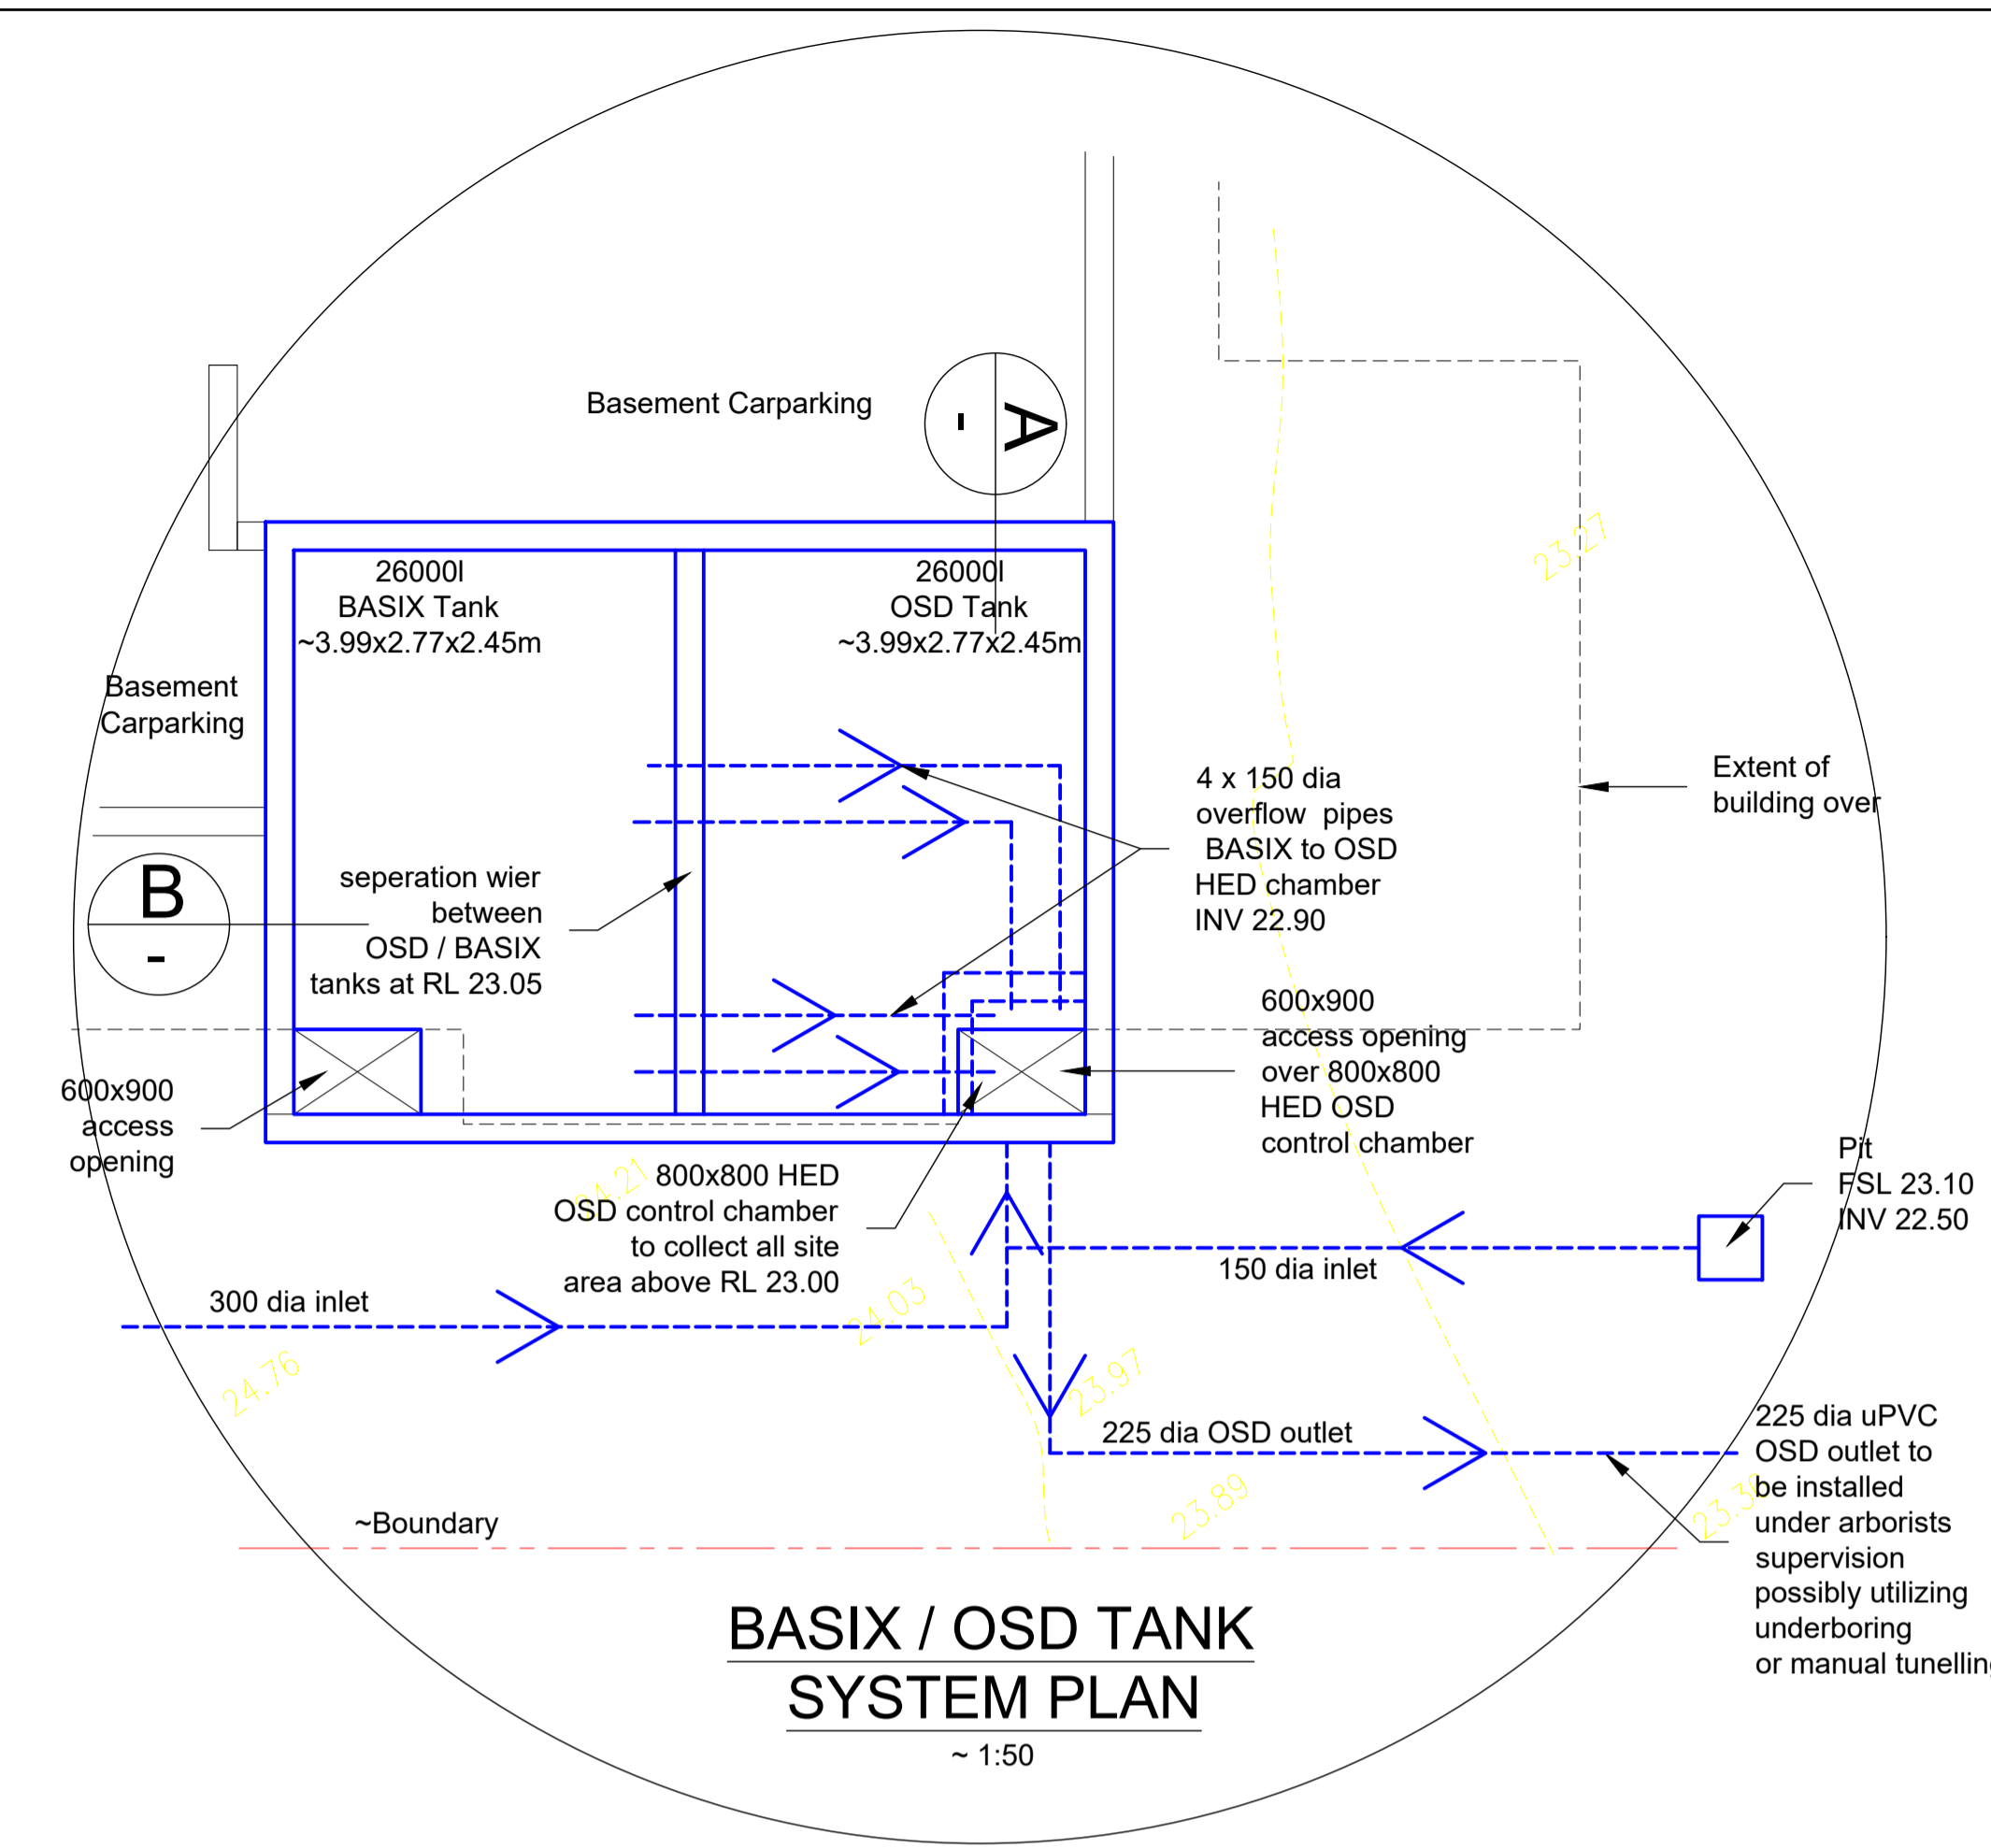 Basement Carparking
-
A
26000l
BASIX Tank
~3.99x2.77x2.45m
26000l
OSD Tank
~3.99x2.77x2.45m
23.27
Basement
Carparking
4 x 150 dia
overflow pipes
BASIX to OSD
HED chamber
INV 22.90
Extent of
building over
B
-
seperation wier
between
OSD / BASIX
tanks at RL 23.05
600x900
access opening
over 800x800
HED OSD
control chamber
600x900
access
opening
24.21
800x800 HED
OSD control chamber
to collect all site
area above RL 23.00
Pit
FSL 23.10
INV 22.50
150 dia inlet
300 dia inlet
24.03
24.76
23.97
225 dia OSD outlet
23.89
225 dia uPVC
OSD outlet to
be installed
under arborists
supervision
possibly utilizing
underboring
or manual tunelling
~Boundary
BASIX / OSD TANK
SYSTEM PLAN
~ 1:50